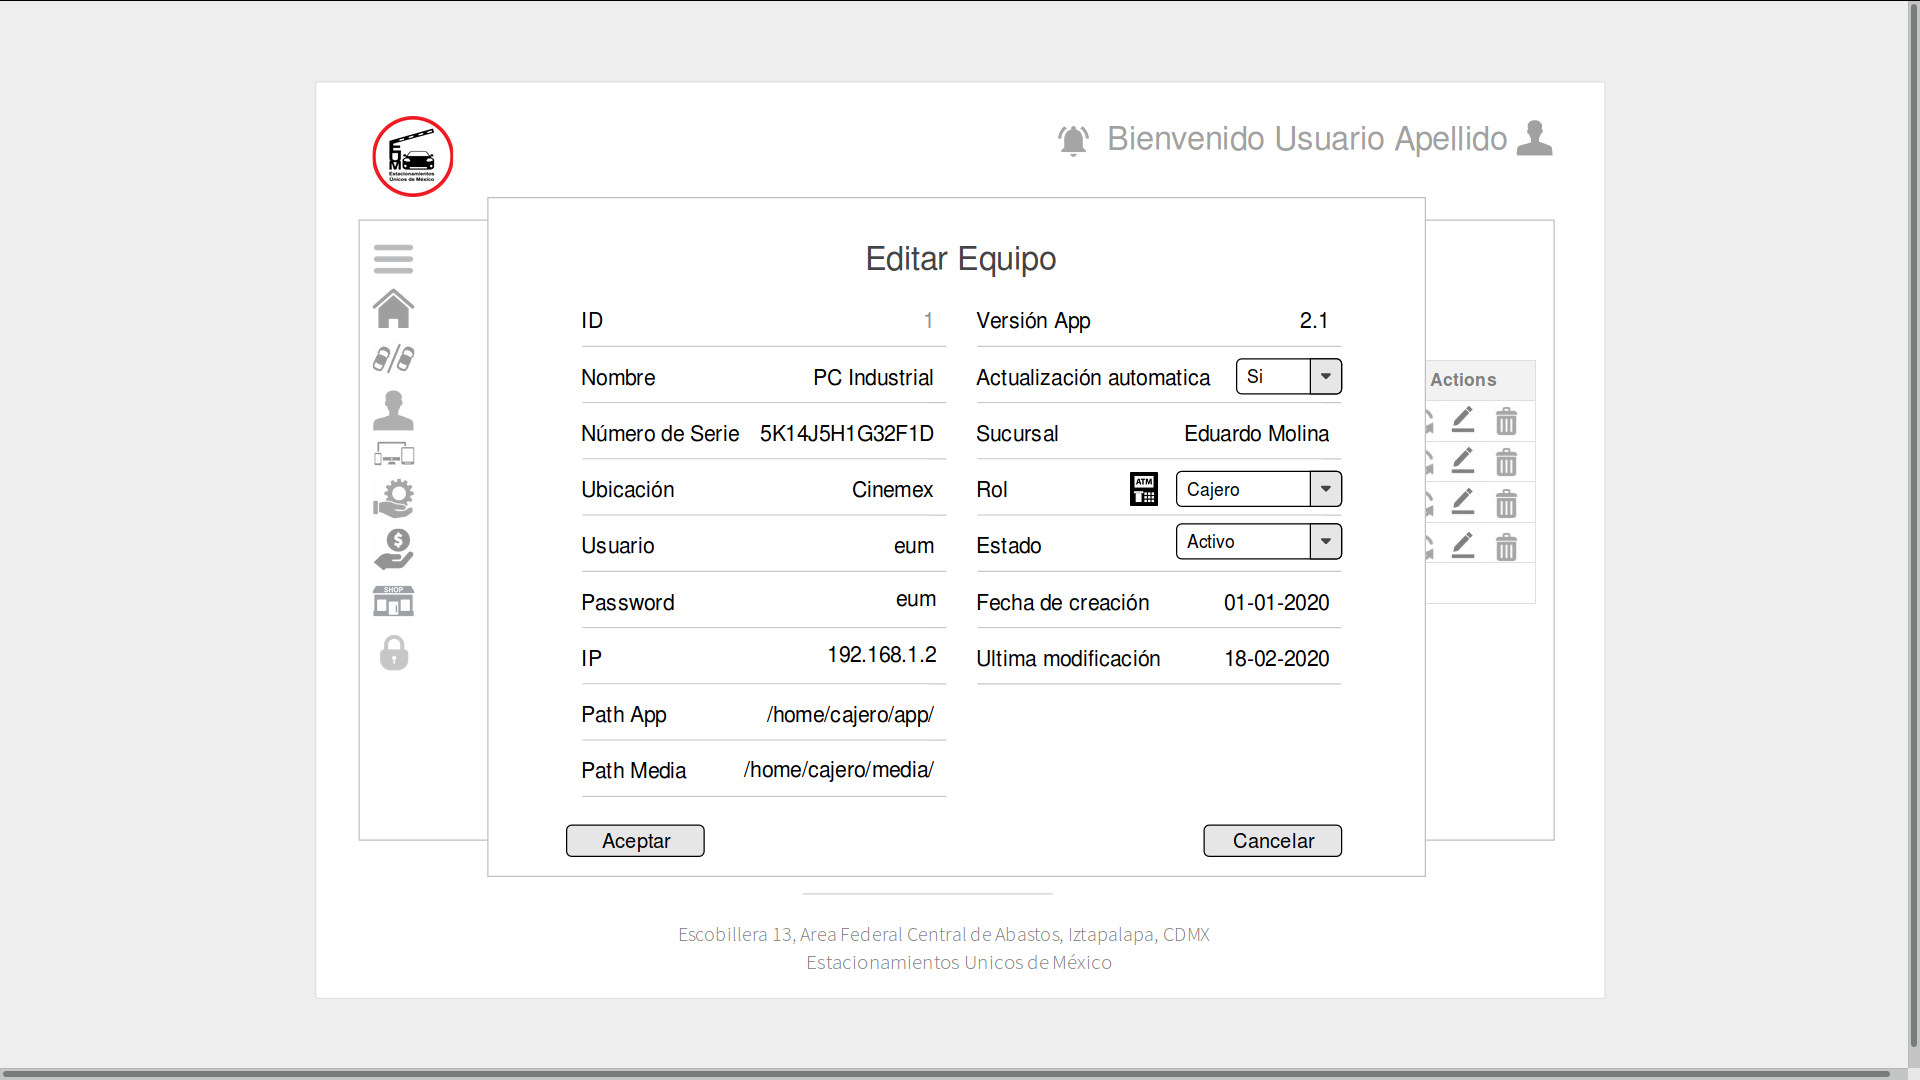 EUM
Estacionamientos
Únicos de México
Bienvenido Usuario Apellido
Editar Equipo
ID 1
Nombre PC Industrial
Número de Serie 5K14J5H1G32F1D
Ubicación Cinemex
Usuario eum
Password eum
IP 192.168.1.2
Path App /home/cajero/app/
Path Media /home/cajero/media/
Versión App 2.1
Actualización automatica Si
Sucursal Eduardo Molina
Rol ATM Cajero
Estado Activo
Fecha de creación 01-01-2020
Ultima modificación 18-02-2020
Aceptar
Cancelar
Actions
SHOP
Escobillera 13, Area Federal Central de Abastos, Iztapalapa, CDMX
Estacionamientos Unicos de México